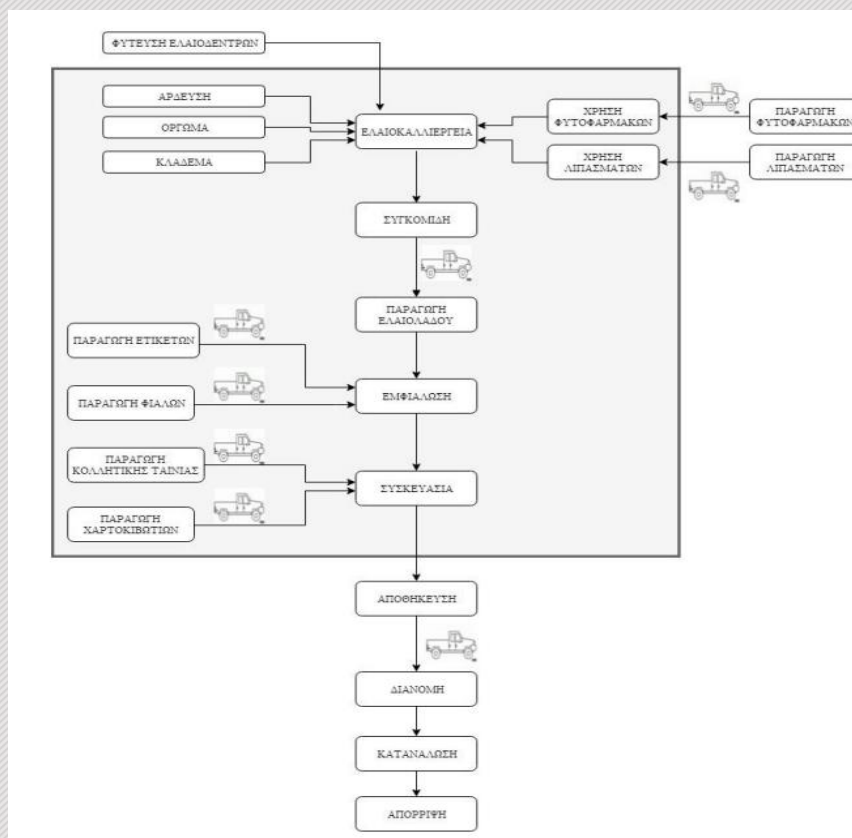 ΦΥΤΕΥΣΗ ΕΛΑΙΟΔΕΝΤΡΩΝ
ΑΡΔΕΥΣΗ
ΟΡΓΩΜΑ
ΚΛΑΔΕΜΑ
ΕΛΑΙΟΚΑΛΛΙΕΡΓΕΙΑ
ΧΡΗΣΗ
ΦΥΤΟΦΑΡΜΑΚΩΝ
ΠΑΡΑΓΩΓΗ
ΦΥΤΟΦΑΡΜΑΚΩΝ
ΧΡΗΣΗ
ΛΙΠΑΣΜΑΤΩΝ
ΠΑΡΑΓΩΓΗ
ΛΙΠΑΣΜΑΤΩΝ
ΣΥΓΚΟΜΙΔΗ
ΠΑΡΑΓΩΓΗ
ΕΛΑΙΟΛΑΔΟΥ
ΠΑΡΑΓΩΓΗ ΕΤΙΚΕΤΩΝ
ΠΑΡΑΓΩΓΗ ΦΙΑΛΩΝ
ΕΜΦΙΑΛΩΣΗ
ΠΑΡΑΓΩΓΗ
ΚΟΛΛΗΤΙΚΗΣ ΤΑΙΝΙΑΣ
ΣΥΣΚΕΥΑΣΙΑ
ΠΑΡΑΓΩΓΗ
ΧΑΡΤΟΚΙΒΩΤΙΩΝ
ΑΠΟΘΗΚΕΥΣΗ
ΔΙΑΝΟΜΗ
ΚΑΤΑΝΑΛΩΣΗ
ΑΠΟΡΡΙΨΗ